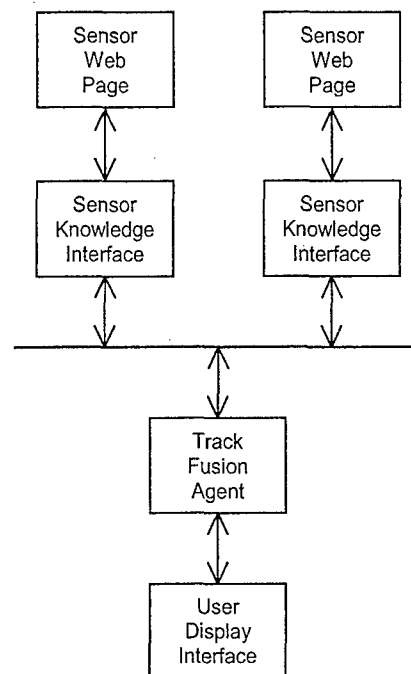 Sensor
Web
Page
Sensor
Web
Page
Sensor
Knowledge
Interface
Sensor
Knowledge
Interface
Track
Fusion
Agent
User
Display
Interface